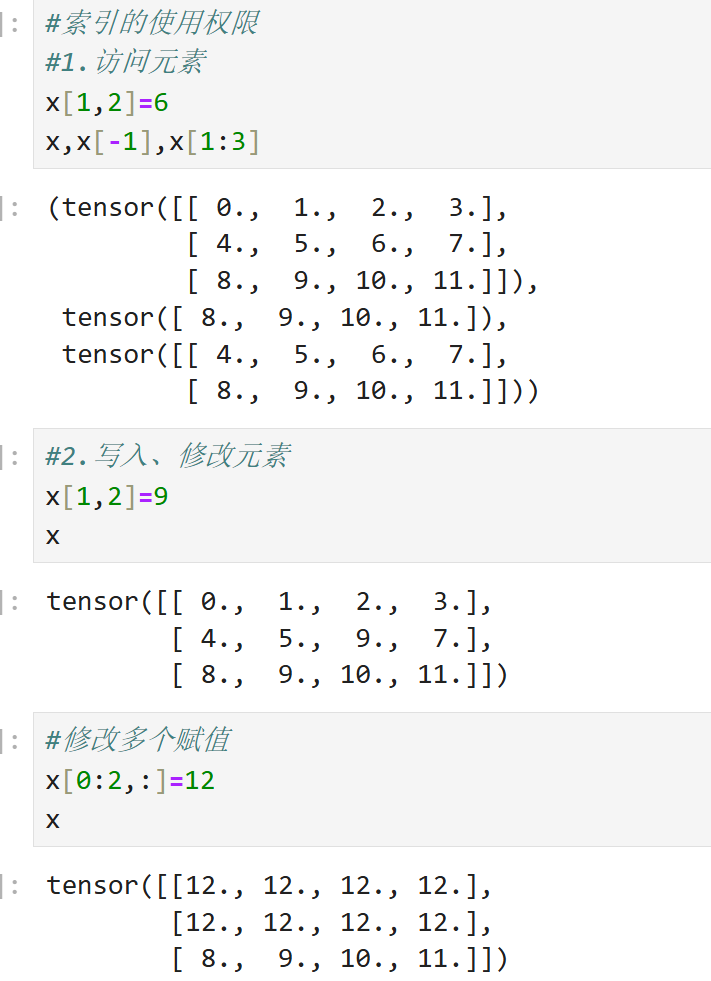 ]: #索引的使用权限
#1.访问元素
x[1,2]=6
x,x[-1],x[1:3]
]: (tensor([[ 0.,  1.,  2.,  3.],
[ 4.,  5.,  6.,  7.],
[ 8.,  9., 10., 11.]]),
tensor([ 8.,  9., 10., 11.]),
tensor([[ 4.,  5.,  6.,  7.],
[ 8.,  9., 10., 11.]]))
]: #2.写入、修改元素
x[1,2]=9
x
]: tensor([[ 0.,  1.,  2.,  3.],
[ 4.,  5.,  9.,  7.],
[ 8.,  9., 10., 11.]])
]: #修改多个赋值
x[0:2,:]=12
x
]: tensor([[12., 12., 12., 12.],
[12., 12., 12., 12.],
[ 8.,  9., 10., 11.]])